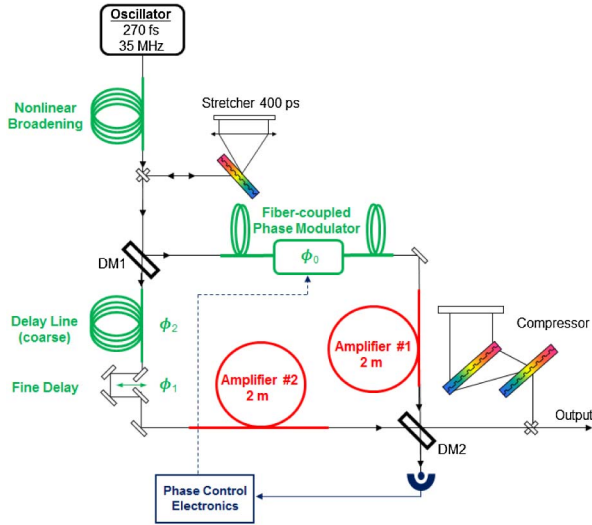 Oscillator
270 fs
35 MHz
Nonlinear
Broadening
Stretcher 400 ps
Fiber-coupled
Phase Modulator
ϕ0
DM1
Delay Line
(coarse)
ϕ2
Fine Delay
ϕ1
Amplifier #1
2 m
Amplifier #2
2 m
Compressor
Output
DM2
Phase Control
Electronics